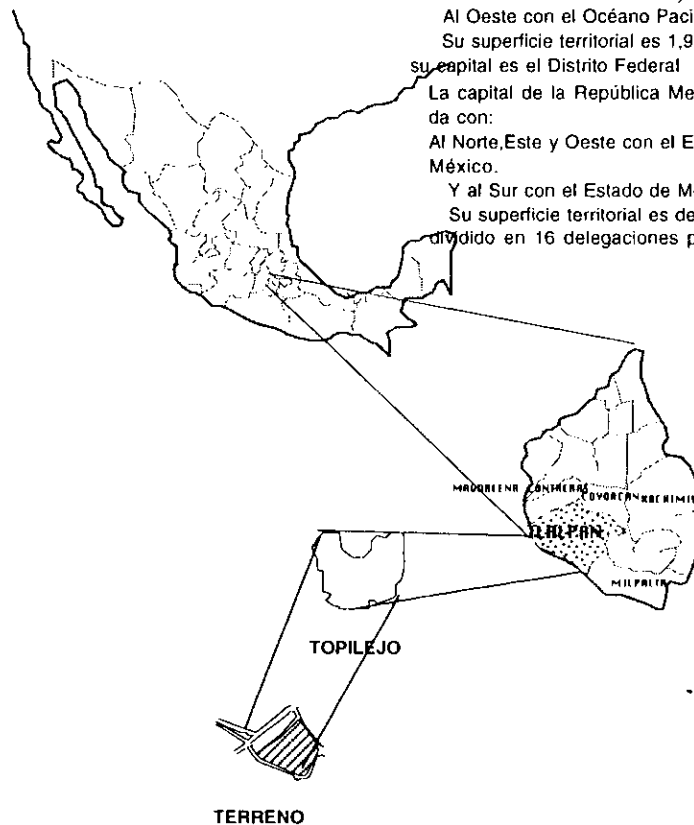 Al Oeste con el Océano Pací
Su superficie territorial es 1,9
su capital es el Distrito Federal
La capital de la República Me
da con:
Al Norte,Este y Oeste con el E
México.
Y al Sur con el Estado de M
Su superficie territorial es de
dividido en 16 delegaciones p
MAGDALENA CONTRERAS
COYOACAN
XOCHIMI
TLALPAN
MILPALTA
TOPILEJO
TERRENO